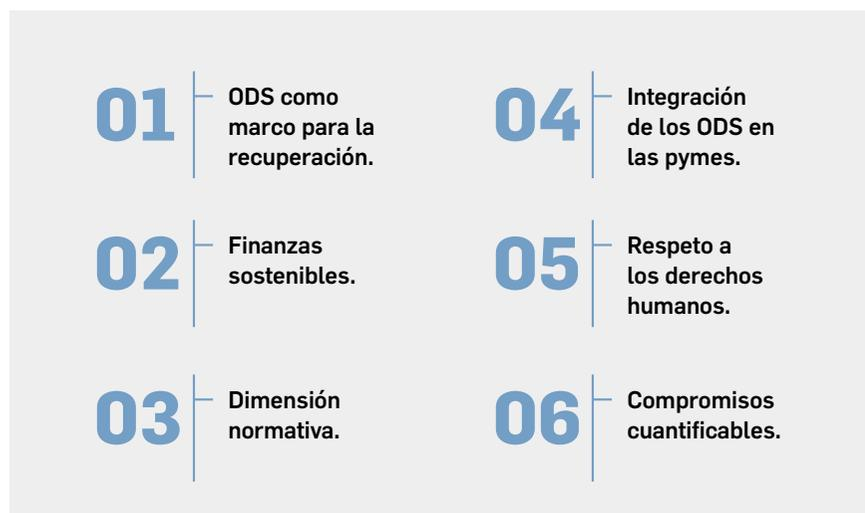 01
ODS como
marco para la
recuperación.
02
Finanzas
sostenibles.
03
Dimensión
normativa.
04
Integración
de los ODS en
las pymes.
05
Respeto a
los derechos
humanos.
06
Compromisos
cuantificables.